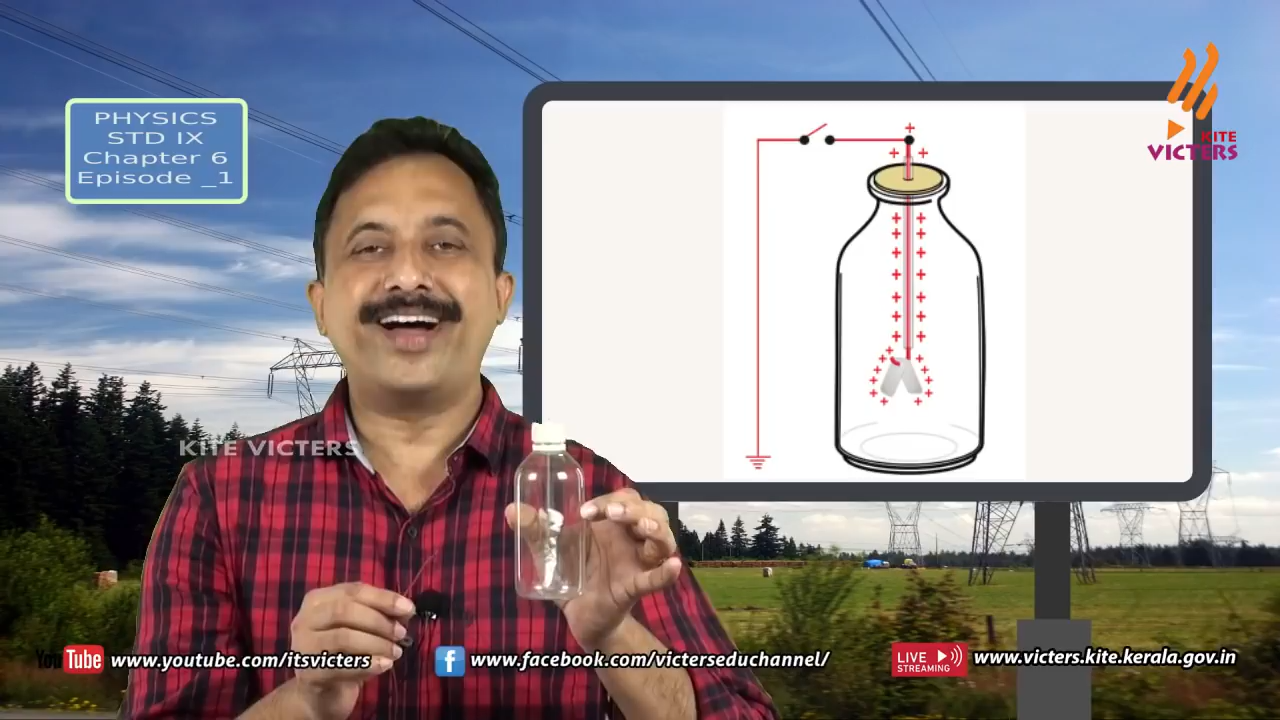 PHYSICS
STD IX
Chapter 6
Episode _1
KITE
VICTERS
KITE VICTERS
YouTube www.youtube.com/itsvicters
f www.facebook.com/victerseduchannel/
LIVE
STREAMING
www.victers.kite.kerala.gov.in